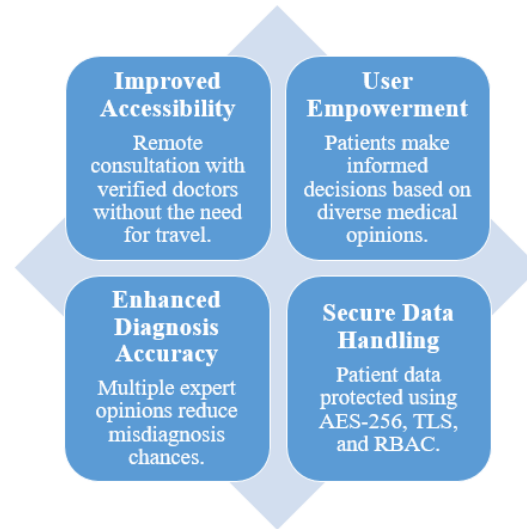 Improved
Accessibility
Remote
consultation with
verified doctors
without the need
for travel.
User
Empowerment
Patients make
informed
decisions based on
diverse medical
opinions.
Enhanced
Diagnosis
Accuracy
Multiple expert
opinions reduce
misdiagnosis
chances.
Secure Data
Handling
Patient data
protected using
AES-256, TLS,
and RBAC.